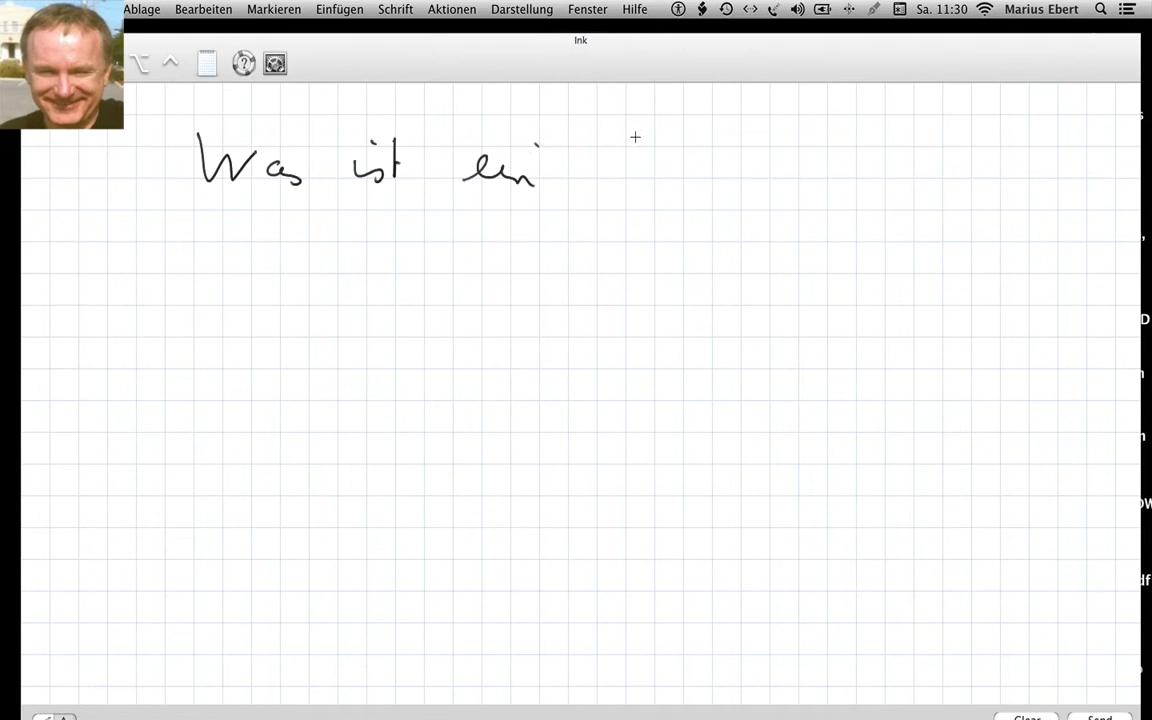 Ablage Bearbeiten Markieren Einfügen Schrift Aktionen Darstellung Fenster Hilfe Sa. 11:30 Marius Ebert
Ink
Was ist ein
Clear Send